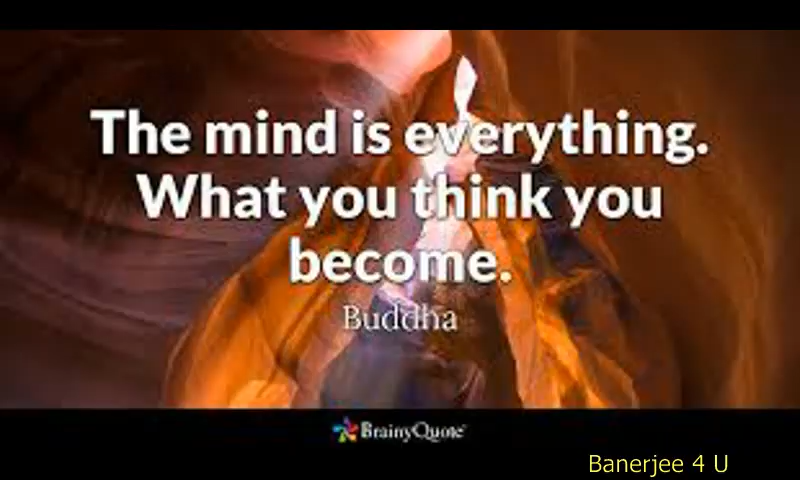 The mind is everything.
What you think you
become.
Buddha
BrainyQuote
Banerjee 4 U